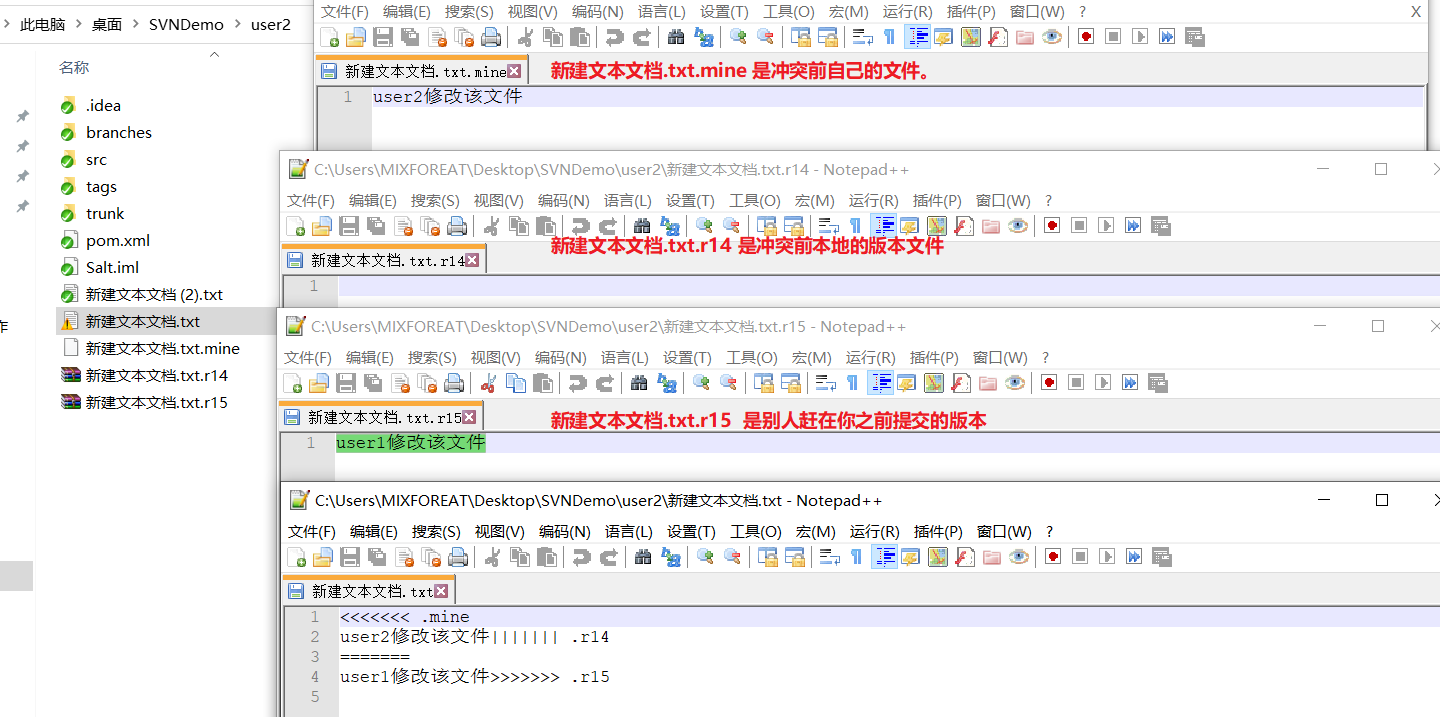 此电脑 > 桌面 > SVNDemo > user2
名称
.idea
branches
src
tags
trunk
pom.xml
Salt.iml
新建文本文档 (2).txt
新建文本文档.txt
新建文本文档.txt.mine
新建文本文档.txt.r14
新建文本文档.txt.r15
作
文件(F) 编辑(E) 搜索(S) 视图(V) 编码(N) 语言(L) 设置(T) 工具(O) 宏(M) 运行(R) 插件(P) 窗口(W) ? X
新建文本文档.txt.mine
新建文本文档.txt.mine 是冲突前自己的文件。
1 user2修改该文件
C:\Users\MIXFOREAT\Desktop\SVNDemo\user2\新建文本文档.txt.r14 - Notepad++
文件(F) 编辑(E) 搜索(S) 视图(V) 编码(N) 语言(L) 设置(T) 工具(O) 宏(M) 运行(R) 插件(P) 窗口(W) ?
新建文本文档.txt.r14 是冲突前本地的版本文件
新建文本文档.txt.r14
1
C:\Users\MIXFOREAT\Desktop\SVNDemo\user2\新建文本文档.txt.r15 - Notepad++
文件(F) 编辑(E) 搜索(S) 视图(V) 编码(N) 语言(L) 设置(T) 工具(O) 宏(M) 运行(R) 插件(P) 窗口(W) ?
新建文本文档.txt.r15
新建文本文档.txt.r15 是别人赶在你之前提交的版本
1 user1修改该文件
C:\Users\MIXFOREAT\Desktop\SVNDemo\user2\新建文本文档.txt - Notepad++
文件(F) 编辑(E) 搜索(S) 视图(V) 编码(N) 语言(L) 设置(T) 工具(O) 宏(M) 运行(R) 插件(P) 窗口(W) ?
新建文本文档.txt
1 <<<<<<< .mine
2 user2修改该文件||||||| .r14
3 =======
4 user1修改该文件>>>>>>> .r15
5